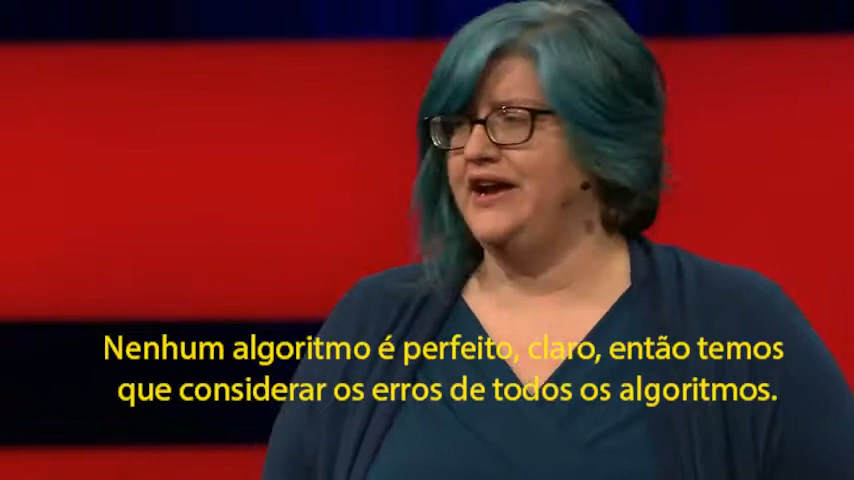 Nenhum algoritmo é perfeito, claro, então temos
que considerar os erros de todos os algoritmos.